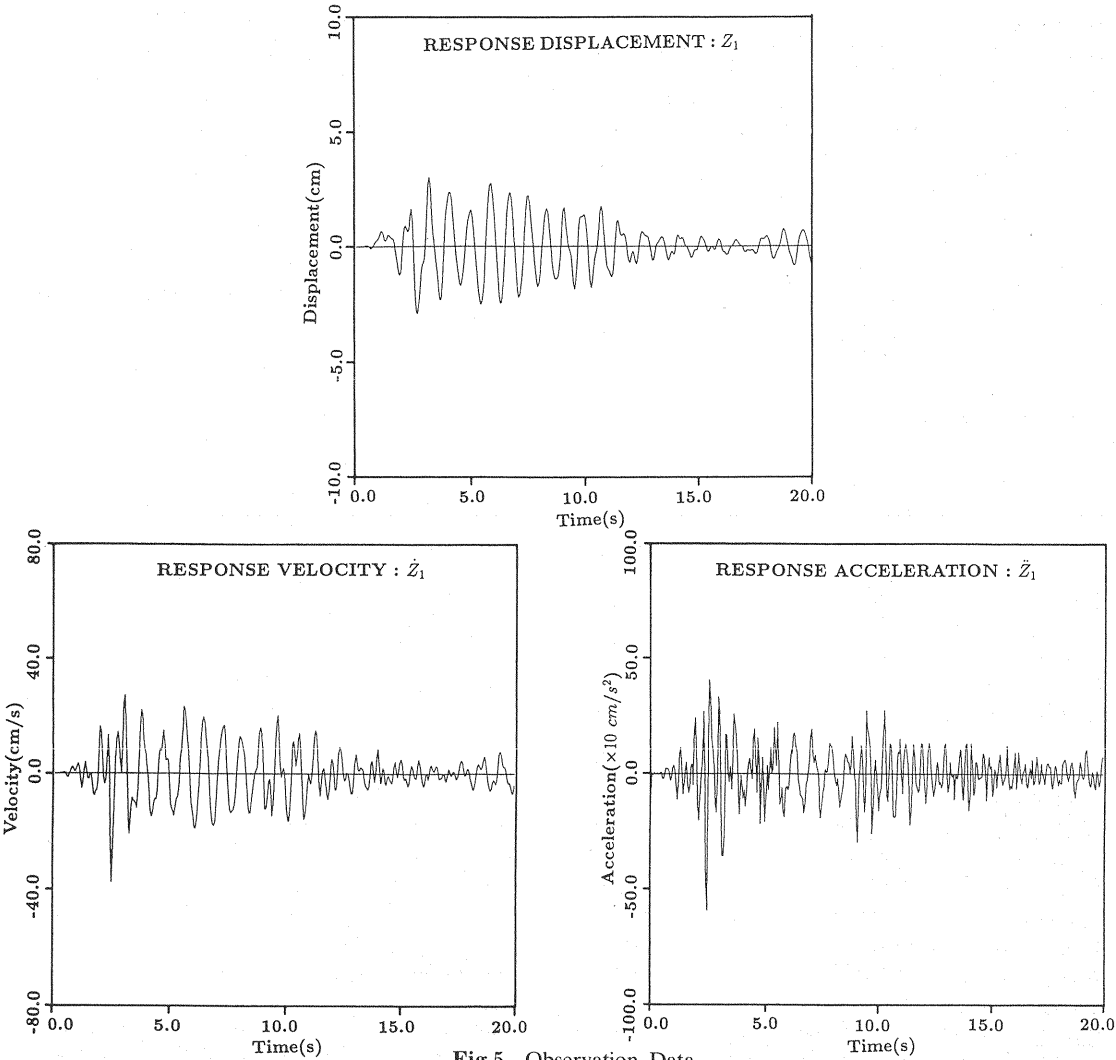 RESPONSE DISPLACEMENT : Z₁
10.0
5.0
0.0
-5.0
-10.0
Displacement(cm)
0.0 5.0 10.0 15.0 20.0
Time(s)
RESPONSE VELOCITY : Ż₁
80.0
40.0
0.0
-40.0
-80.0
Velocity(cm/s)
0.0 5.0 10.0 15.0 20.0
Time(s)
RESPONSE ACCELERATION : Z̈₁
100.0
50.0
0.0
-50.0
-100.0
Acceleration(×10 cm/s²)
0.0 5.0 10.0 15.0 20.0
Time(s)
Fig.5 Observation Data